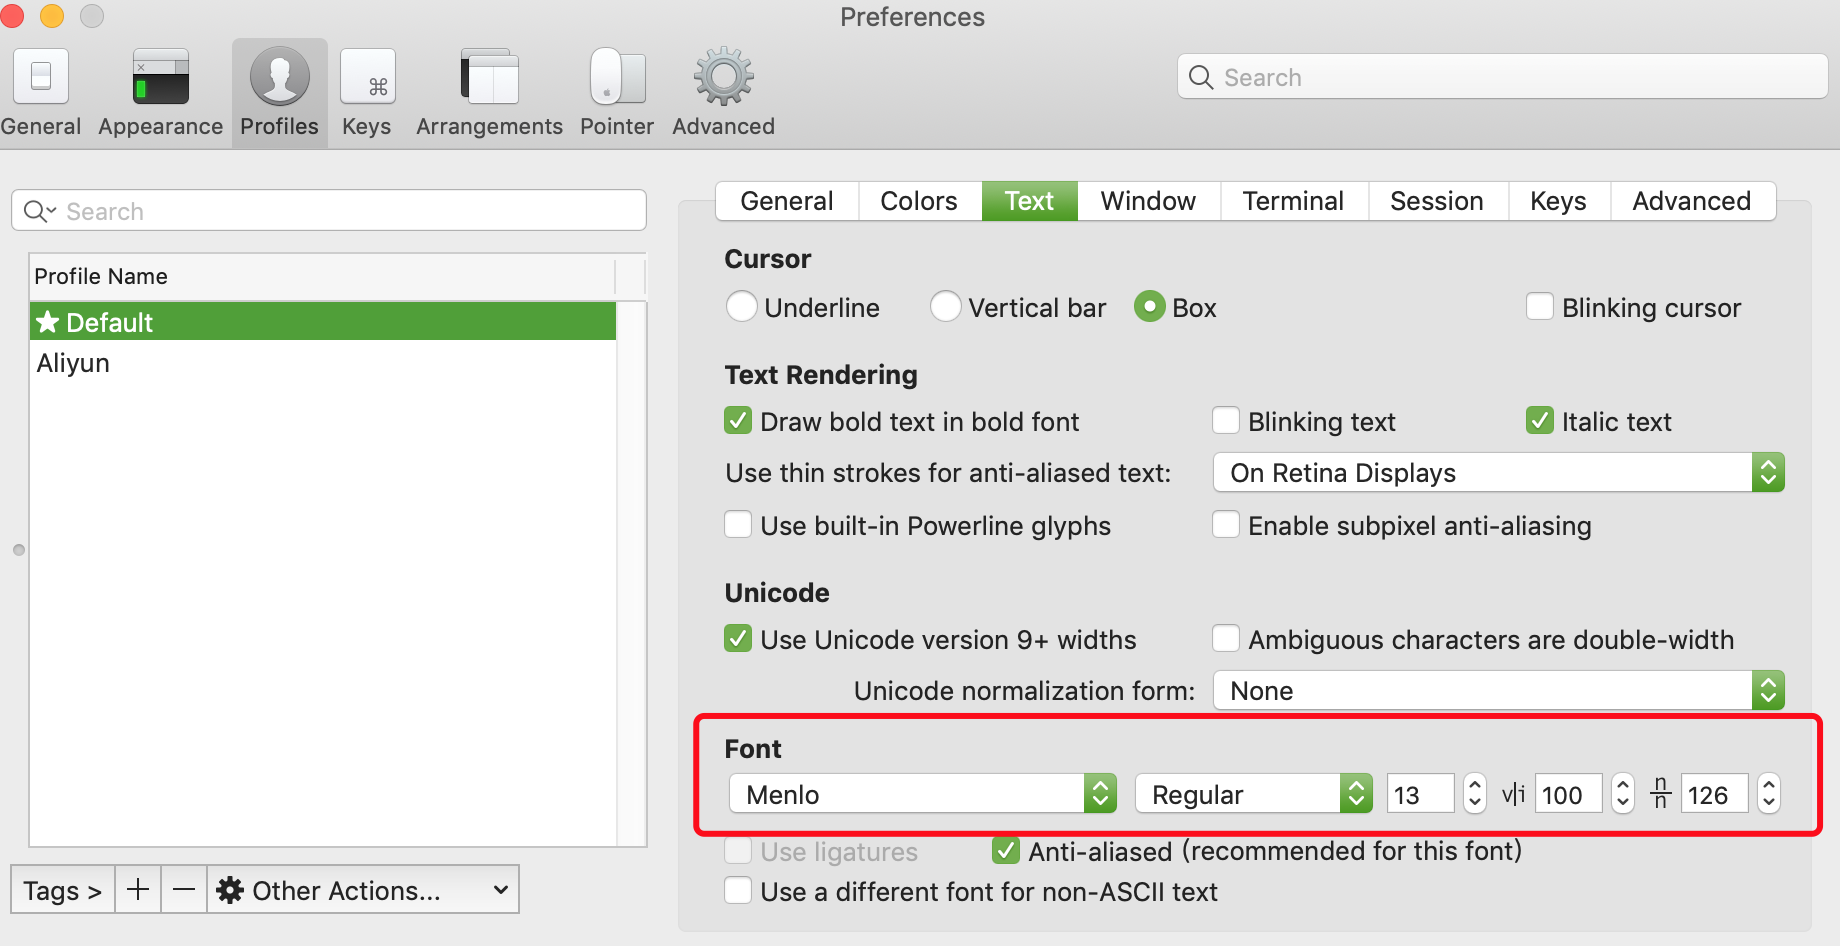 Preferences
General Appearance Profiles Keys Arrangements Pointer Advanced
Search
Search
Profile Name
Default
Aliyun
Tags >
Other Actions...
General Colors Text Window Terminal Session Keys Advanced
Cursor
Underline Vertical bar Box Blinking cursor
Text Rendering
Draw bold text in bold font Blinking text Italic text
Use thin strokes for anti-aliased text: On Retina Displays
Use built-in Powerline glyphs Enable subpixel anti-aliasing
Unicode
Use Unicode version 9+ widths Ambiguous characters are double-width
Unicode normalization form: None
Font
Menlo Regular 13 v|i 100 n/n 126
Use ligatures Anti-aliased (recommended for this font)
Use a different font for non-ASCII text